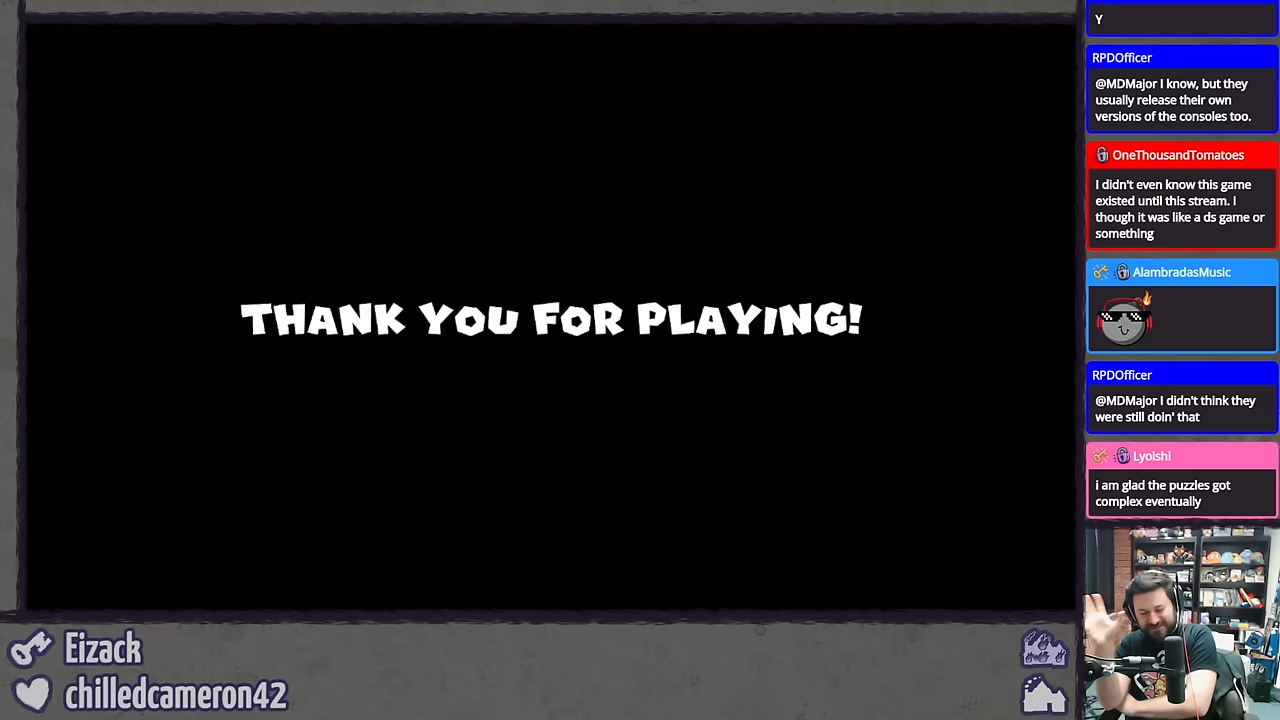 Y
RPDOfficer
@MDMajor I know, but they
usually release their own
versions of the consoles too.
OneThousandTomatoes
I didn't even know this game
existed until this stream. I
though it was like a ds game or
something
AlambradasMusic
RPDOfficer
@MDMajor I didn't think they
were still doin' that
Lyoishi
i am glad the puzzles got
complex eventually
THANK YOU FOR PLAYING!
Eizack
chilledcameron42